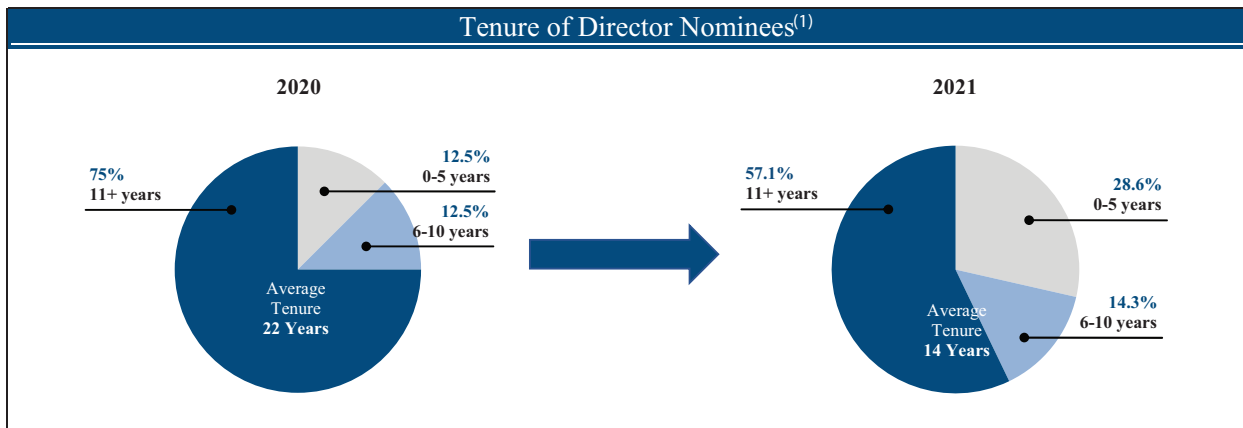 Tenure of Director Nominees(1)
2020
75%
11+ years
12.5%
0-5 years
12.5%
6-10 years
Average
Tenure
22 Years
2021
57.1%
11+ years
28.6%
0-5 years
14.3%
6-10 years
Average
Tenure
14 Years